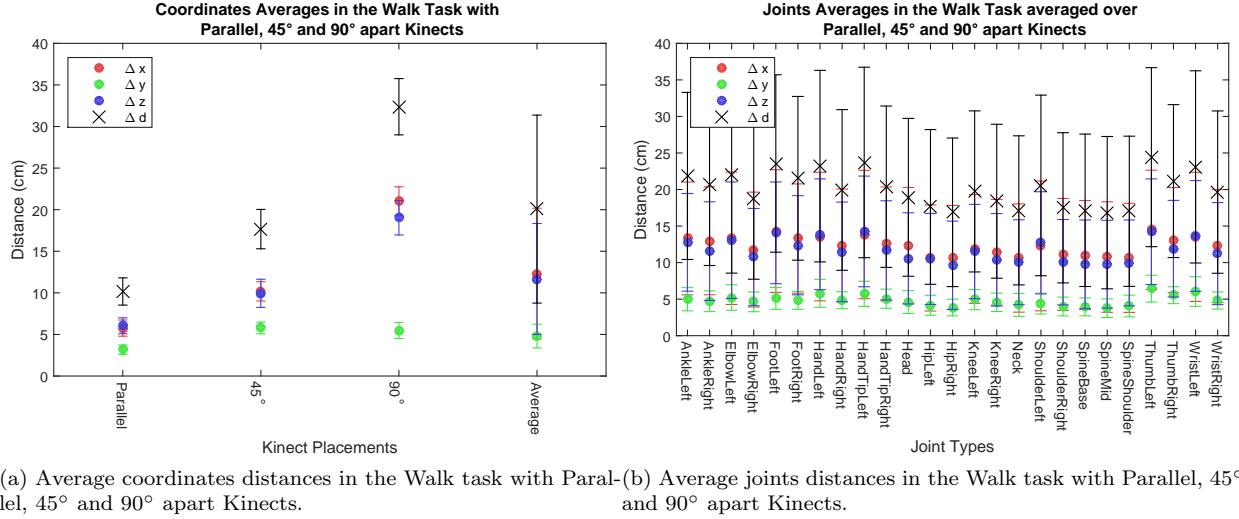 Coordinates Averages in the Walk Task with
Parallel, 45° and 90° apart Kinects
40
35
30
25
20
15
10
5
0
Distance (cm)
Δ x
Δ y
Δ z
Δ d
Parallel
45°
90°
Average
Kinect Placements
(a) Average coordinates distances in the Walk task with Paral-
lel, 45° and 90° apart Kinects.
Joints Averages in the Walk Task averaged over
Parallel, 45° and 90° apart Kinects
40
35
30
25
20
15
10
5
0
Distance (cm)
Δ x
Δ y
Δ z
Δ d
AnkleLeft
AnkleRight
ElbowLeft
ElbowRight
FootLeft
FootRight
HandLeft
HandRight
HandTipLeft
HandTipRight
Head
HipLeft
HipRight
KneeLeft
KneeRight
Neck
ShoulderLeft
ShoulderRight
SpineBase
SpineMid
SpineShoulder
ThumbLeft
ThumbRight
WristLeft
WristRight
Joint Types
(b) Average joints distances in the Walk task with Parallel, 45°
and 90° apart Kinects.